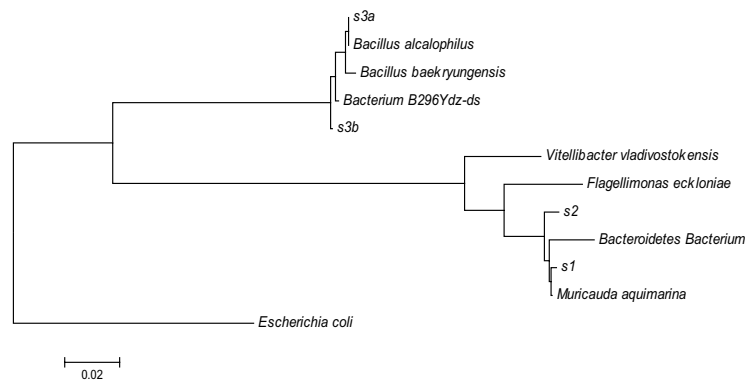 s3a
Bacillus alcalophilus
Bacillus baekryungensis
Bacterium B296Ydz-ds
s3b
Vitellibacter vladivostokensis
Flagellimonas eckloniae
s2
Bacteroidetes Bacterium
s1
Muricauda aquimarina
Escherichia coli
0.02